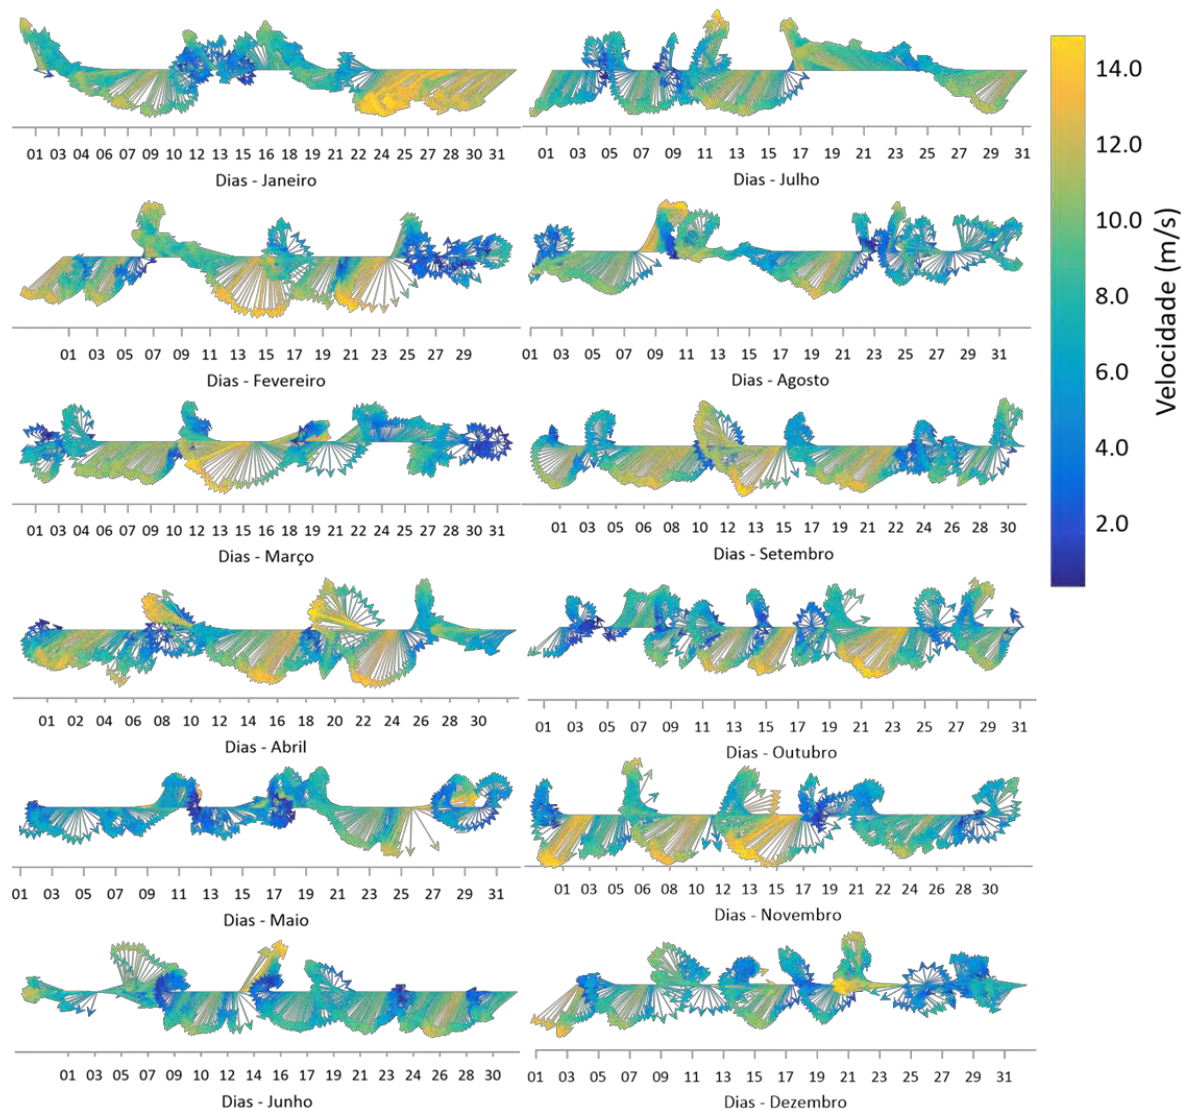 01 03 04 06 07 09 10 12 13 15 16 18 19 21 22 24 25 27 28 30 31
Dias - Janeiro
01 03 05 07 09 11 13 15 17 19 21 23 25 27 29 31
Dias - Julho
01 03 05 07 09 11 13 15 17 19 21 23 25 27 29
Dias - Fevereiro
01 03 05 07 09 11 13 15 17 19 21 23 25 27 29 31
Dias - Agosto
01 03 04 06 07 09 10 12 13 15 16 18 19 21 22 24 25 27 28 30 31
Dias - Março
01 03 05 06 08 10 11 13 15 16 18 20 21 23 24 26 28 30
Dias - Setembro
01 02 04 06 08 10 12 14 16 18 20 22 24 26 28 30
Dias - Abril
01 03 05 07 09 11 13 15 17 19 21 23 25 27 29 31
Dias - Outubro
01 03 05 07 09 11 13 15 17 19 21 23 25 27 29 31
Dias - Maio
01 03 05 06 08 10 11 13 15 17 19 21 22 24 26 28 30
Dias - Novembro
01 03 04 06 07 09 10 12 14 16 17 19 20 22 24 25 27 28 30
Dias - Junho
01 03 05 07 09 11 13 15 17 19 21 23 25 27 29 31
Dias - Dezembro
14.0
12.0
10.0
8.0
6.0
4.0
2.0
Velocidade (m/s)